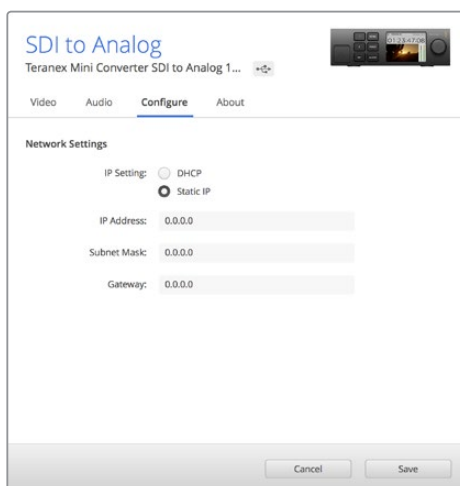 SDI to Analog
Teranex Mini Converter SDI to Analog 1...
Video Audio Configure About
Network Settings
IP Setting: DHCP
Static IP
IP Address: 0.0.0.0
Subnet Mask: 0.0.0.0
Gateway: 0.0.0.0
Cancel Save